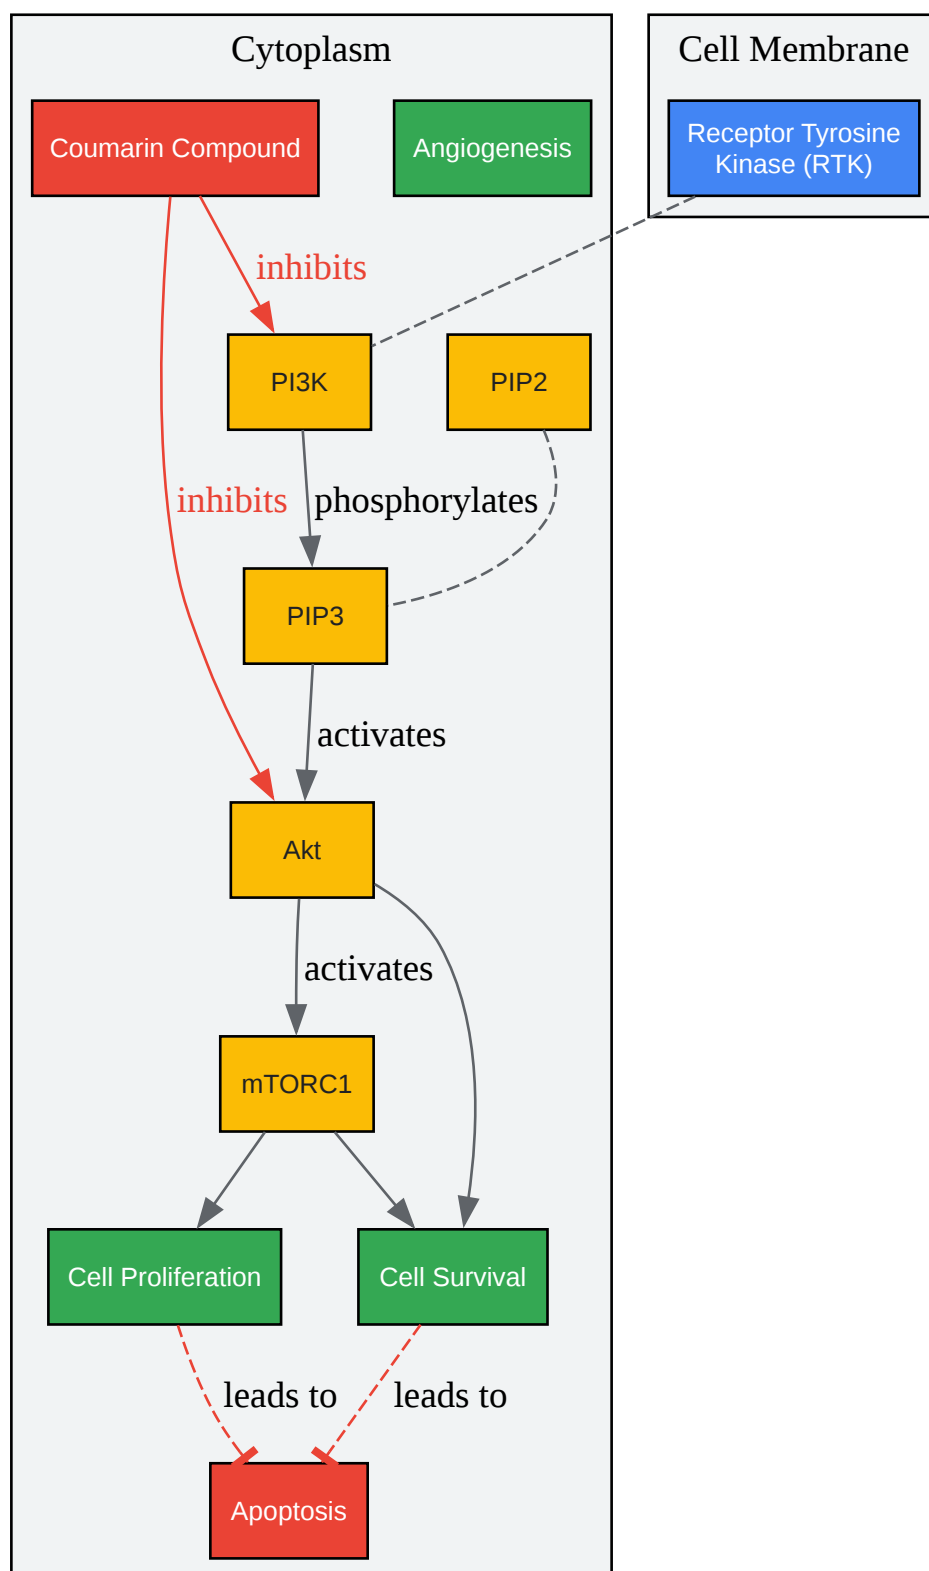 Cytoplasm
Cell Membrane
Coumarin Compound
Angiogenesis
Receptor Tyrosine
Kinase (RTK)
inhibits
PI3K
PIP2
inhibits
phosphorylates
PIP3
activates
Akt
activates
mTORC1
Cell Proliferation
Cell Survival
leads to
leads to
Apoptosis